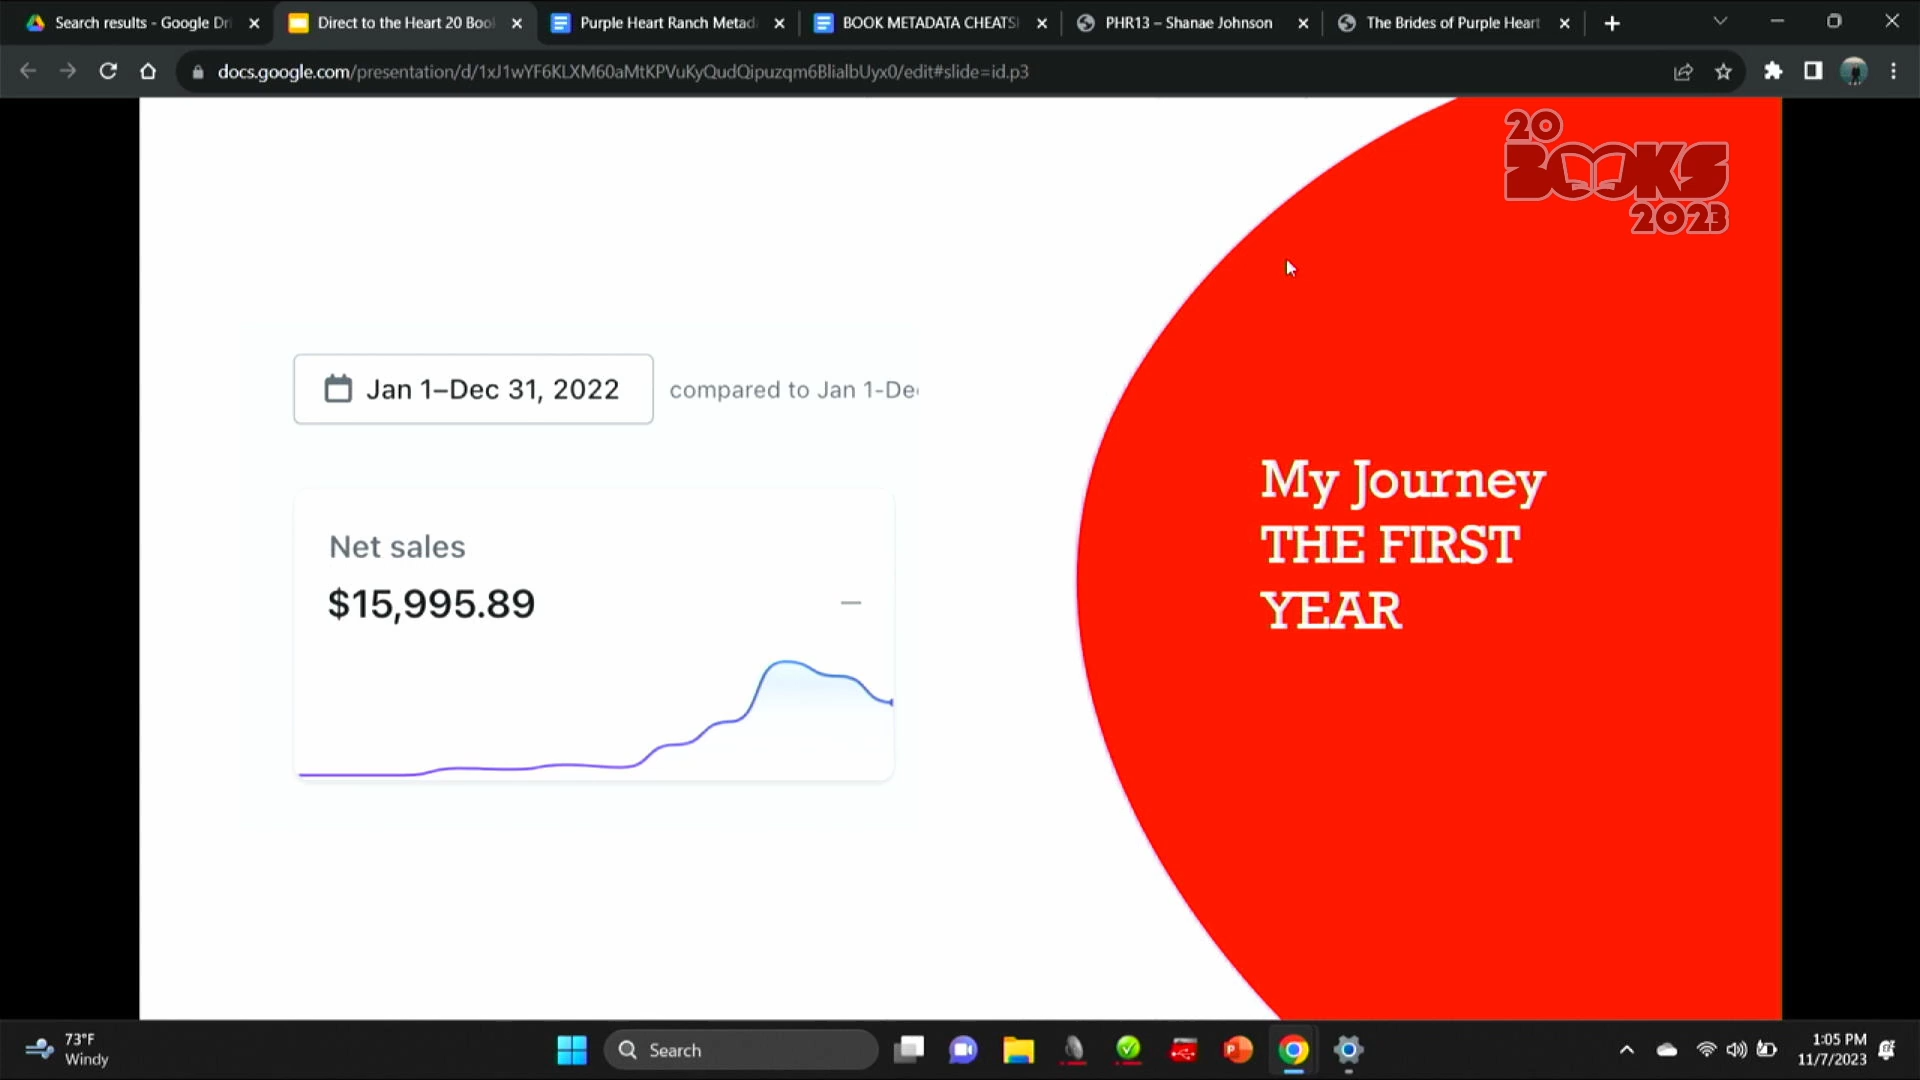 Search results - Google Dri
Direct to the Heart 20 Boo
Purple Heart Ranch Metad
BOOK METADATA CHEATS
PHR13 – Shanae Johnson
The Brides of Purple Heart
docs.google.com/presentation/d/1xJ1wYF6KLXM60aMtKPVuKyQudQipuzqm6BlialbUyx0/edit#slide=id.p3
20
BOOKS
2023
Jan 1–Dec 31, 2022
compared to Jan 1-De
Net sales
$15,995.89
My Journey
THE FIRST
YEAR
73°F
Windy
Search
1:05 PM
11/7/2023